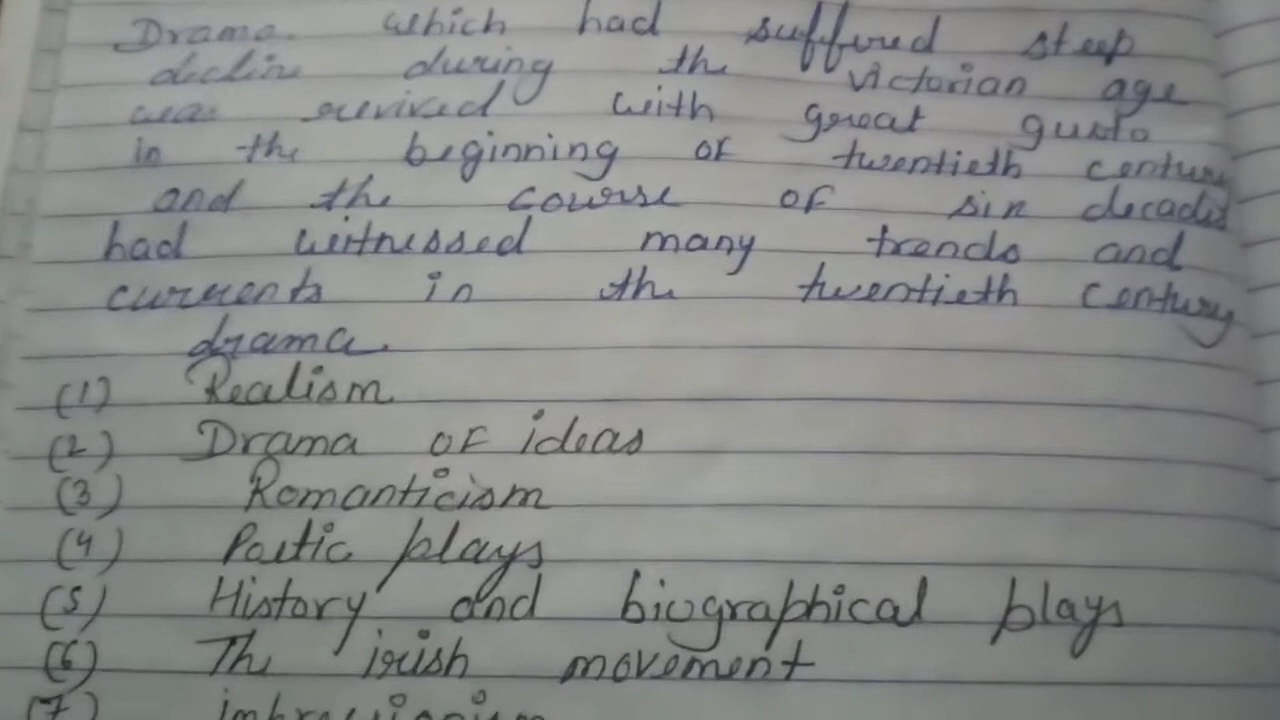 Drama which had suffered steep
decline during the Victorian age
was revived with great gusto
in the beginning of twentieth century
and the course of six decades
had witnessed many trends and
currents in the twentieth century
drama.
(1) Realism
(2) Drama of ideas
(3) Romanticism
(4) Poetic plays
(5) History and biographical plays
(6) The irish movement
(7) impressionism